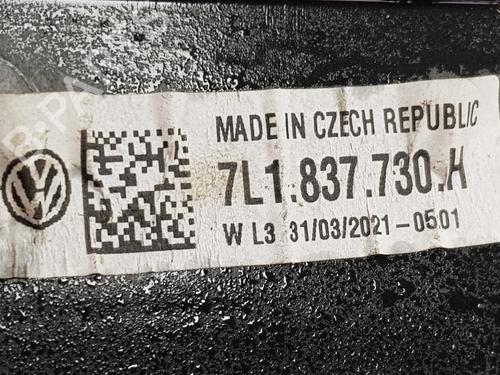 MADE IN CZECH REPUBLIC
7L1.837.730.H
W L3 31/03/2021-0501